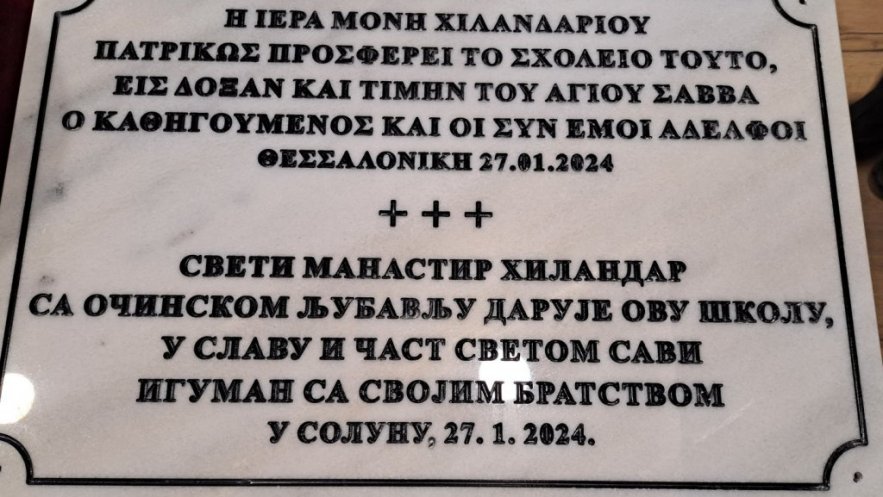 Η ΙΕΡΑ ΜΟΝΗ ΧΙΛΑΝΔΑΡΙΟΥ
ΠΑΤΡΙΚΩΣ ΠΡΟΣΦΕΡΕΙ ΤΟ ΣΧΟΛΕΙΟ ΤΟΥΤΟ,
ΕΙΣ ΔΟΞΑΝ ΚΑΙ ΤΙΜΗΝ ΤΟΥ ΑΓΙΟΥ ΣΑΒΒΑ
Ο ΚΑΘΗΓΟΥΜΕΝΟΣ ΚΑΙ ΟΙ ΣΥΝ ΕΜΟΙ ΑΔΕΛΦΟΙ
ΘΕΣΣΑΛΟΝΙΚΗ 27.01.2024
+ + +
СВЕТИ МАНАСТИР ХИЛАНДАР
СА ОЧИНСКОМ ЉУБАВЉУ ДАРУЈЕ ОВУ ШКОЛУ,
У СЛАВУ И ЧАСТ СВЕТОМ САВИ
ИГУМАН СА СВОЈИМ БРАТСТВОМ
У СОЛУНУ, 27. 1. 2024.